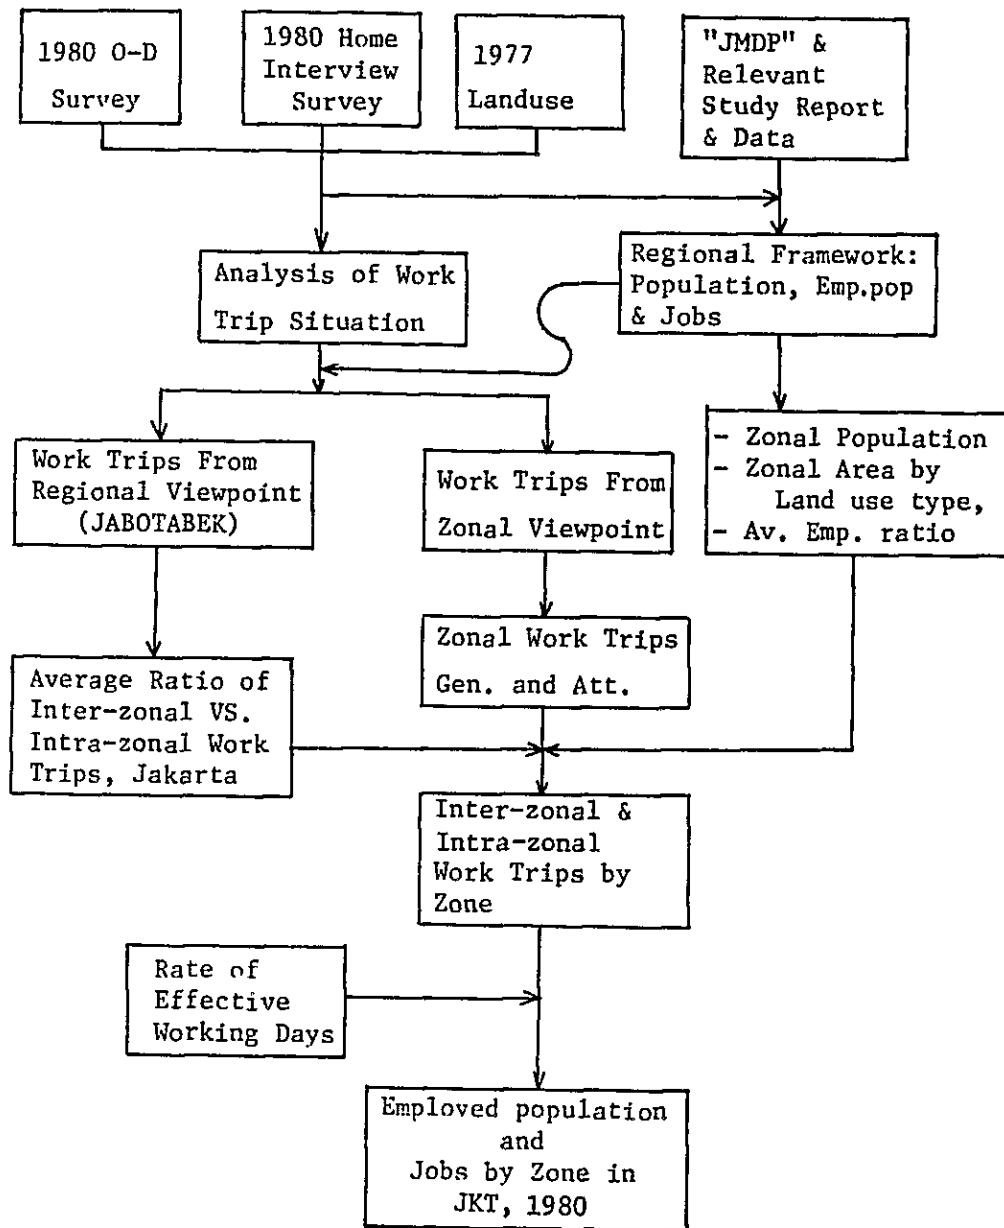 1980 O-D
Survey
1980 Home
Interview
Survey
1977
Landuse
"JMDP" &
Relevant
Study Report
& Data
Analysis of Work
Trip Situation
Regional Framework:
Population, Emp.pop
& Jobs
Work Trips From
Regional Viewpoint
(JABOTABEK)
Work Trips From
Zonal Viewpoint
- Zonal Population
- Zonal Area by
Land use type,
- Av. Emp. ratio
Average Ratio of
Inter-zonal VS.
Intra-zonal Work
Trips, Jakarta
Zonal Work Trips
Gen. and Att.
Inter-zonal &
Intra-zonal
Work Trips by
Zone
Rate of
Effective
Working Days
Employed population
and
Jobs by Zone in
JKT, 1980